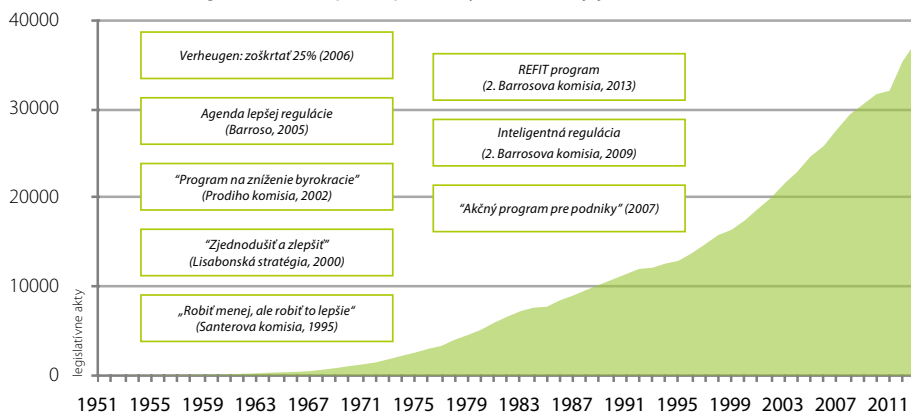 40000
30000
20000
10000
0
legislatívne akty
Verheugen: zoškrtať 25% (2006)
Agenda lepšej regulácie
(Barroso, 2005)
“Program na zníženie byrokracie”
(Prodiho komisia, 2002)
“Zjednodušiť a zlepšiť”
(Lisabonská stratégia, 2000)
„Robiť menej, ale robiť to lepšie“
(Santerova komisia, 1995)
REFIT program
(2. Barrosova komisia, 2013)
Inteligentná regulácia
(2. Barrosova komisia, 2009)
“Akčný program pre podniky” (2007)
1951 1955 1959 1963 1967 1971 1975 1979 1983 1987 1991 1995 1999 2003 2007 2011